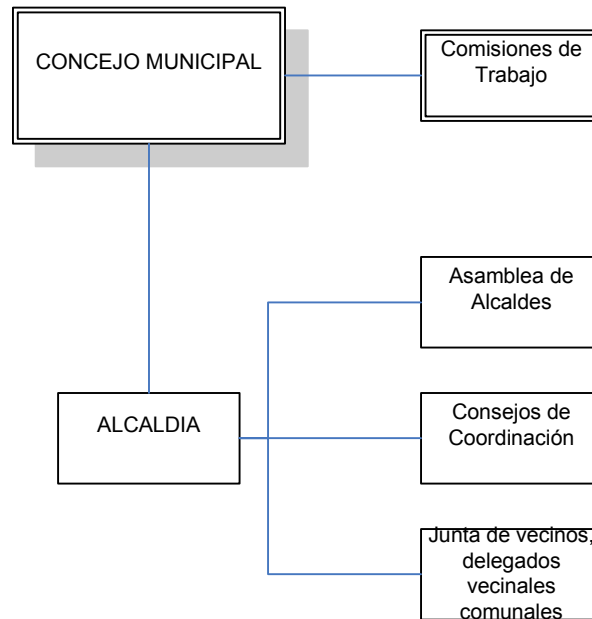 CONCEJO MUNICIPAL
Comisiones de
Trabajo
Asamblea de
Alcaldes
ALCALDIA
Consejos de
Coordinación
Junta de vecinos,
delegados
vecinales
comunales